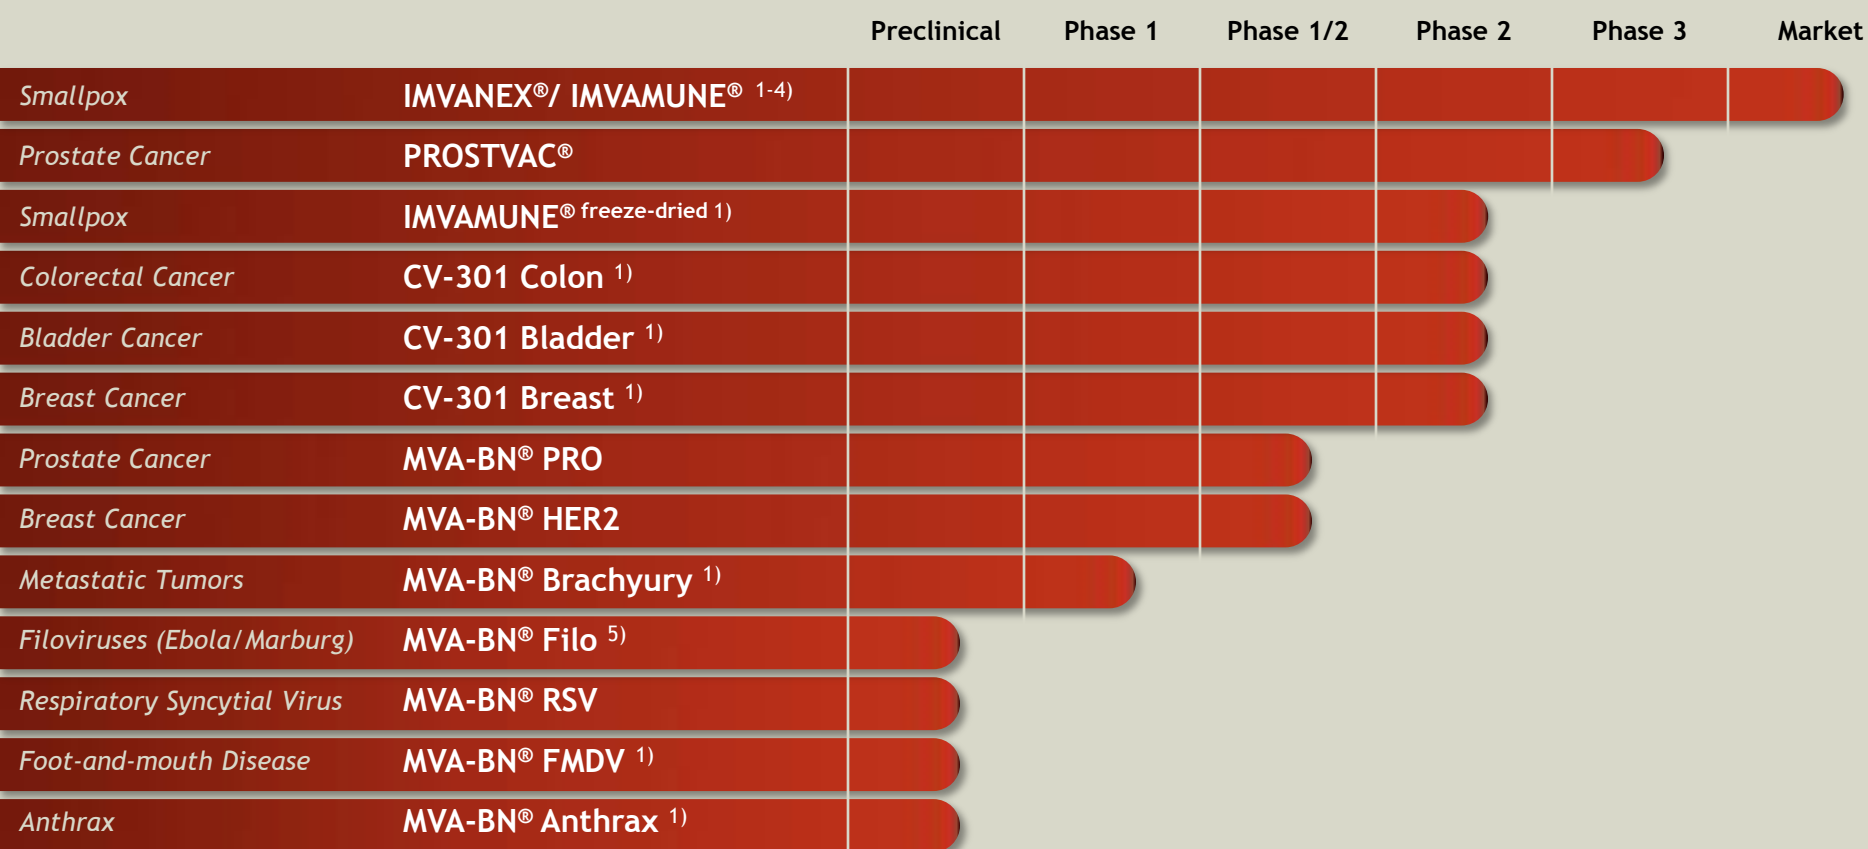 Preclinical Phase 1 Phase 1/2 Phase 2 Phase 3 Market
Smallpox IMVANEX®/ IMVAMUNE® 1-4)
Prostate Cancer PROSTVAC®
Smallpox IMVAMUNE® freeze-dried 1)
Colorectal Cancer CV-301 Colon 1)
Bladder Cancer CV-301 Bladder 1)
Breast Cancer CV-301 Breast 1)
Prostate Cancer MVA-BN® PRO
Breast Cancer MVA-BN® HER2
Metastatic Tumors MVA-BN® Brachyury 1)
Filoviruses (Ebola/Marburg) MVA-BN® Filo 5)
Respiratory Syncytial Virus MVA-BN® RSV
Foot-and-mouth Disease MVA-BN® FMDV 1)
Anthrax MVA-BN® Anthrax 1)